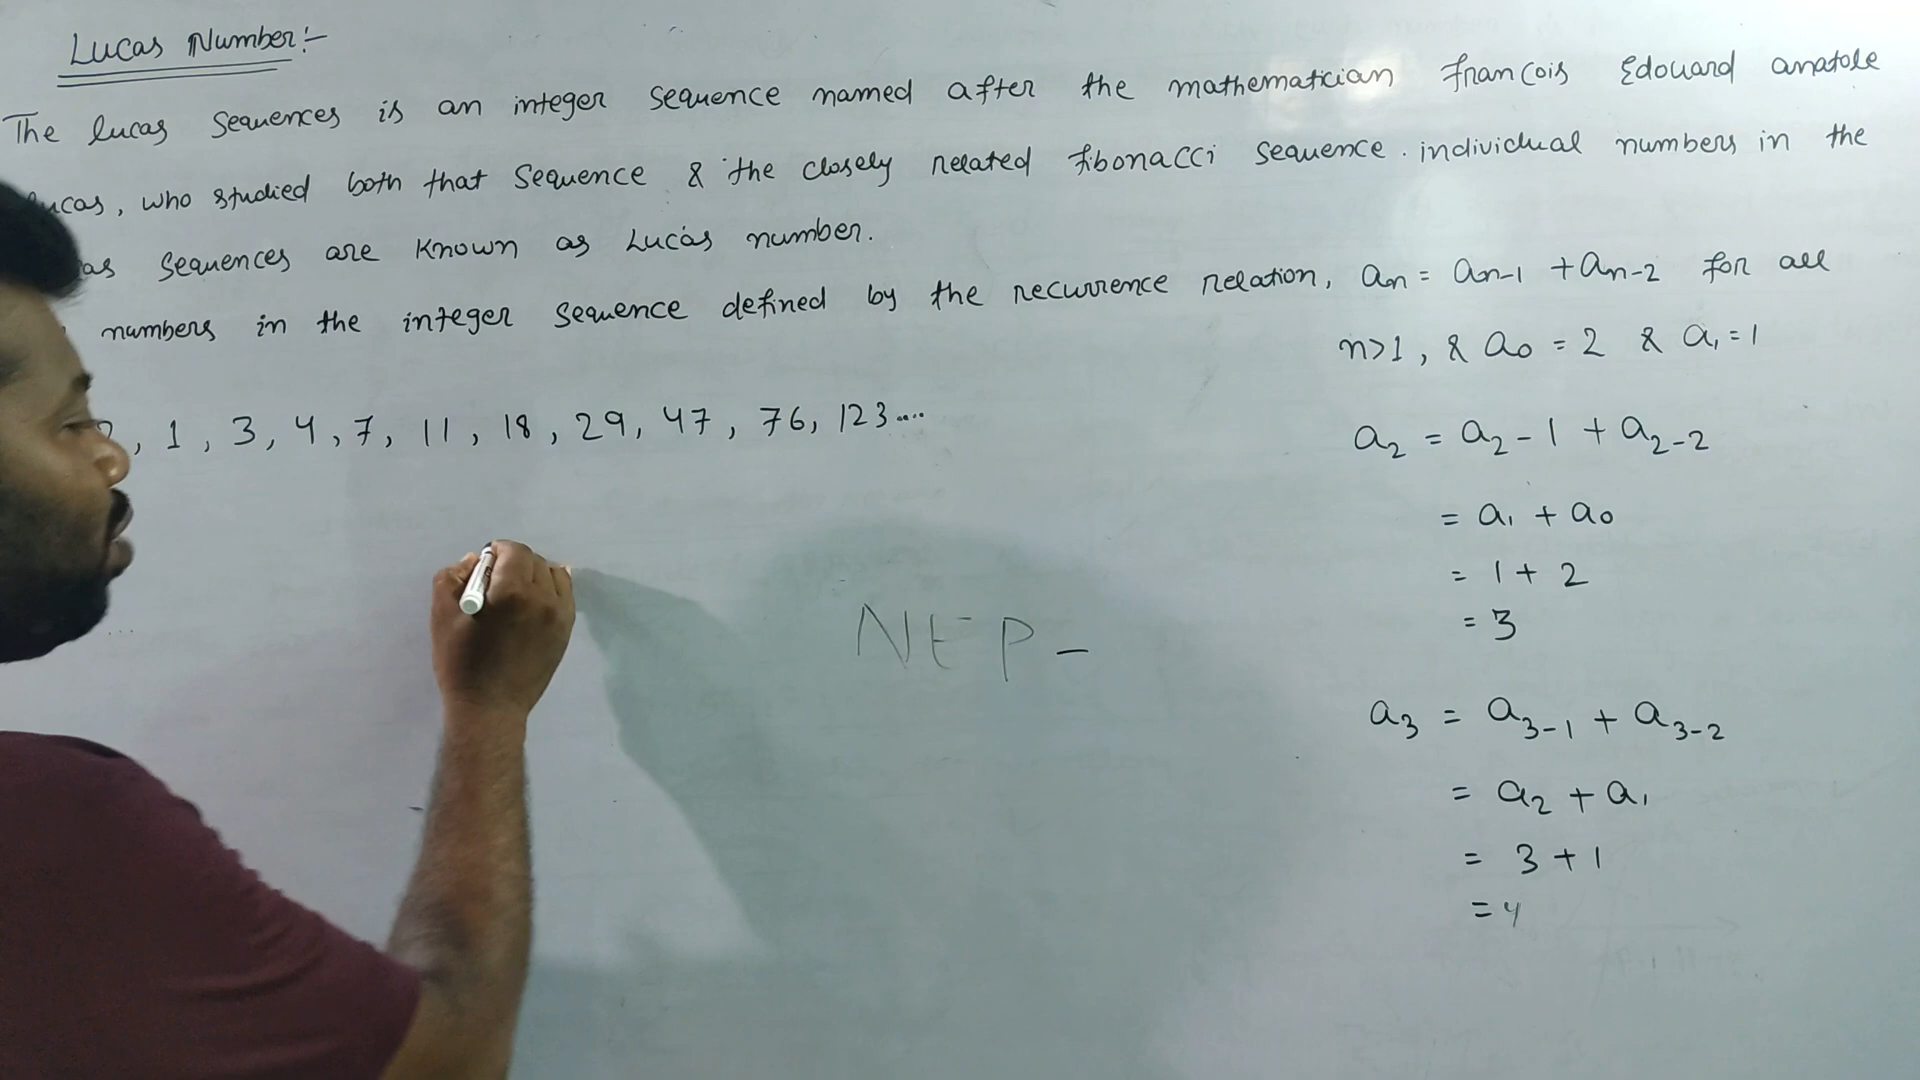 Lucas Number:-
The lucas sequences is an integer sequence named after the mathematician francois Edouard anatole
ucas, who studied both that sequence & the closely related fibonacci sequence. individual numbers in the
as sequences are known as Lucas number.
numbers in the integer sequence defined by the recurrence relation, an = an-1 + an-2 for all
n>1, & a0 = 2 & a1 = 1
2, 1, 3, 4, 7, 11, 18, 29, 47, 76, 123....
a2 = a2-1 + a2-2
= a1 + a0
= 1 + 2
= 3
NEP -
a3 = a3-1 + a3-2
= a2 + a1
= 3 + 1
= 4